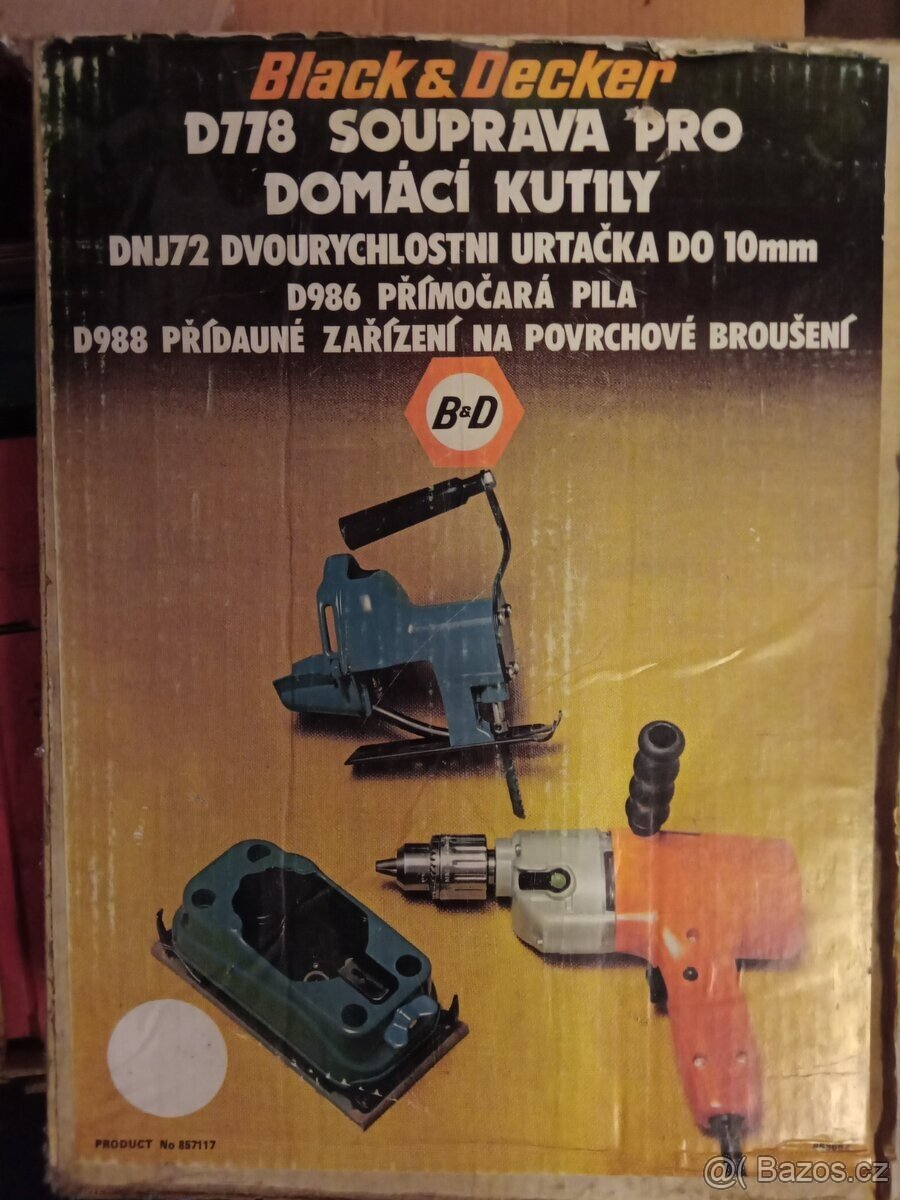 Black & Decker
D778 SOUPRAVA PRO
DOMÁCÍ KUTILY
DNJ72 DVOURYCHLOSTNI URTAČKA DO 10mm
D986 PŘÍMOČARÁ PILA
D988 PŘÍDAUNÉ ZAŘÍZENÍ NA POVRCHOVÉ BROUŠENÍ
B&D
PRODUCT No 857117
@ Bazos.cz